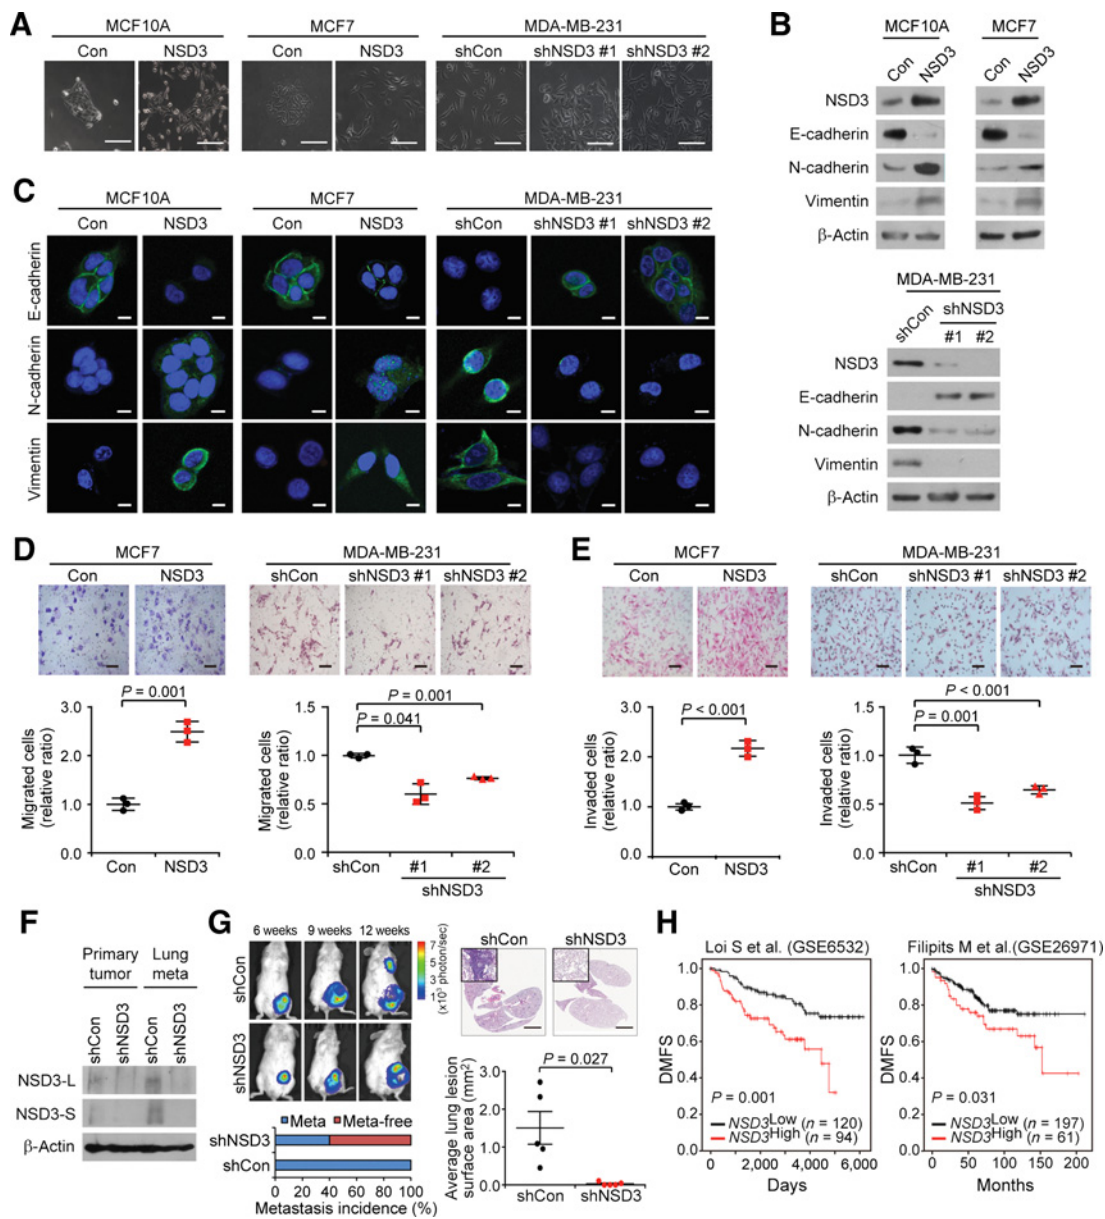 A
MCF10A
MCF7
MDA-MB-231
Con
NSD3
Con
NSD3
shCon
shNSD3 #1
shNSD3 #2
B
MCF10A
MCF7
Con
NSD3
Con
NSD3
NSD3
E-cadherin
N-cadherin
Vimentin
β-Actin
MDA-MB-231
shCon
shNSD3
#1
#2
NSD3
E-cadherin
N-cadherin
Vimentin
β-Actin
C
MCF10A
MCF7
MDA-MB-231
Con
NSD3
Con
NSD3
shCon
shNSD3 #1
shNSD3 #2
E-cadherin
N-cadherin
Vimentin
D
MCF7
MDA-MB-231
Con
NSD3
shCon
shNSD3 #1
shNSD3 #2
Migrated cells
(relative ratio)
3.0
2.0
1.0
0.0
P = 0.001
Con
NSD3
Migrated cells
(relative ratio)
1.5
1.0
0.5
0.0
P = 0.001
P = 0.041
shCon
#1
#2
shNSD3
E
MCF7
MDA-MB-231
Con
NSD3
shCon
shNSD3 #1
shNSD3 #2
Invaded cells
(relative ratio)
3.0
2.0
1.0
0.0
P < 0.001
Con
NSD3
Invaded cells
(relative ratio)
1.5
1.0
0.5
0.0
P < 0.001
P = 0.001
shCon
#1
#2
shNSD3
F
Primary
tumor
Lung
meta
shCon
shNSD3
shCon
shNSD3
NSD3-L
NSD3-S
β-Actin
G
6 weeks
9 weeks
12 weeks
shCon
shNSD3
7
5
3
1
(x10³ photon/sec)
Meta
Meta-free
shNSD3
shCon
0
20
40
60
80
100
Metastasis incidence (%)
shCon
shNSD3
Average lung lesion
surface area (mm²)
3.0
2.0
1.0
0.0
P = 0.027
shCon
shNSD3
H
Loi S et al. (GSE6532)
DMFS
1.0
0.8
0.6
0.4
0.2
0.0
P = 0.001
NSD3Low (n = 120)
NSD3High (n = 94)
0
2,000
4,000
6,000
Days
Filipits M et al.(GSE26971)
DMFS
1.0
0.8
0.6
0.4
0.2
0.0
P = 0.031
NSD3Low (n = 197)
NSD3High (n = 61)
0
50
100
150
200
Months